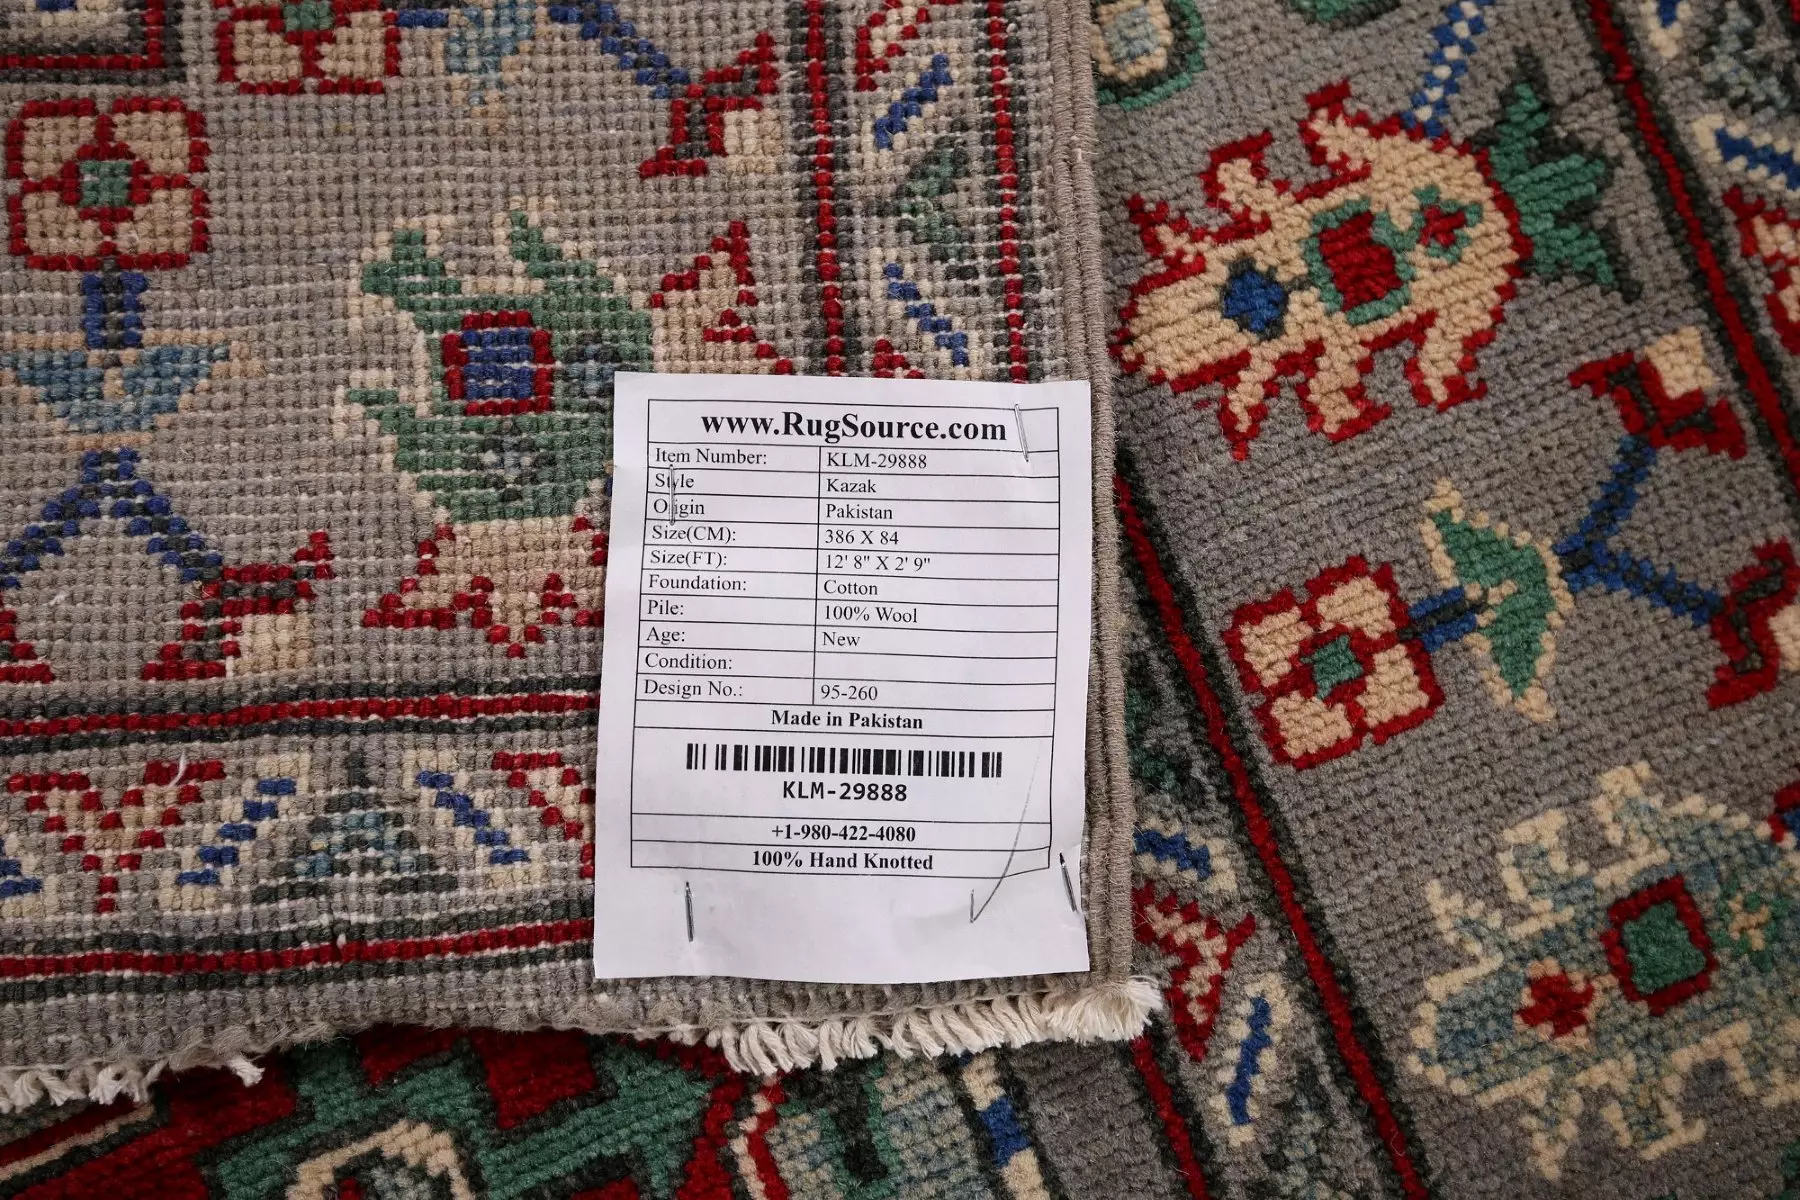 www.RugSource.com
Item Number: KLM-29888
Style Kazak
Origin Pakistan
Size(CM): 386 X 84
Size(FT): 12' 8" X 2' 9"
Foundation: Cotton
Pile: 100% Wool
Age: New
Condition:
Design No.: 95-260
Made in Pakistan
KLM-29888
+1-980-422-4080
100% Hand Knotted